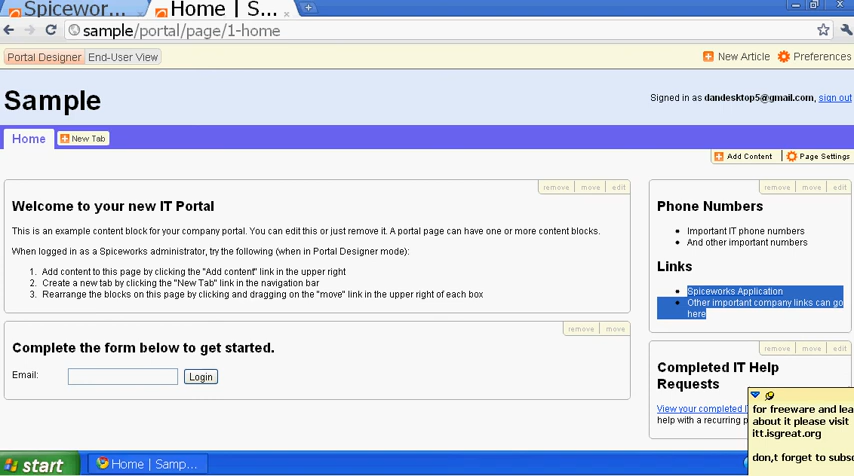 Spicewor
Home | S...
sample/portal/page/1-home
Portal Designer End-User View
New Article Preferences
Sample
Signed in as dandesktop5@gmail.com, sign out
Home New Tab
Add Content Page Settings
remove move edit
Welcome to your new IT Portal
This is an example content block for your company portal. You can edit this or just remove it. A portal page can have one or more content blocks.
When logged in as a Spiceworks administrator, try the following (when in Portal Designer mode):
1. Add content to this page by clicking the "Add content" link in the upper right
2. Create a new tab by clicking the "New Tab" link in the navigation bar
3. Rearrange the blocks on this page by clicking and dragging on the "move" link in the upper right of each box
remove move
Complete the form below to get started.
Email: Login
remove move edit
Phone Numbers
Important IT phone numbers
And other important numbers
Links
Spiceworks Application
Other important company links can go
here
remove move edit
Completed IT Help
Requests
View your completed I
help with a recurring p
for freeware and lea
about it please visit
itt.isgreat.org
don,t forget to subsc
start Home | Samp...